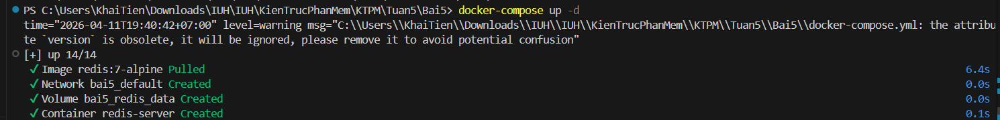 PS C:\Users\KhaiTien\Downloads\IUH\IUH\KienTrucPhanMem\KTPM\Tuan5\Bai5> docker-compose up -d
time="2026-04-11T19:40:42+07:00" level=warning msg="C:\\Users\\KhaiTien\\Downloads\\IUH\\IUH\\KienTrucPhanMem\\KTPM\\Tuan5\\Bai5\\docker-compose.yml: the attribu
te `version` is obsolete, it will be ignored, please remove it to avoid potential confusion"
[+] up 14/14
✓ Image redis:7-alpine Pulled 6.4s
✓ Network bai5_default Created 0.0s
✓ Volume bai5_redis_data Created 0.0s
✓ Container redis-server Created 0.1s